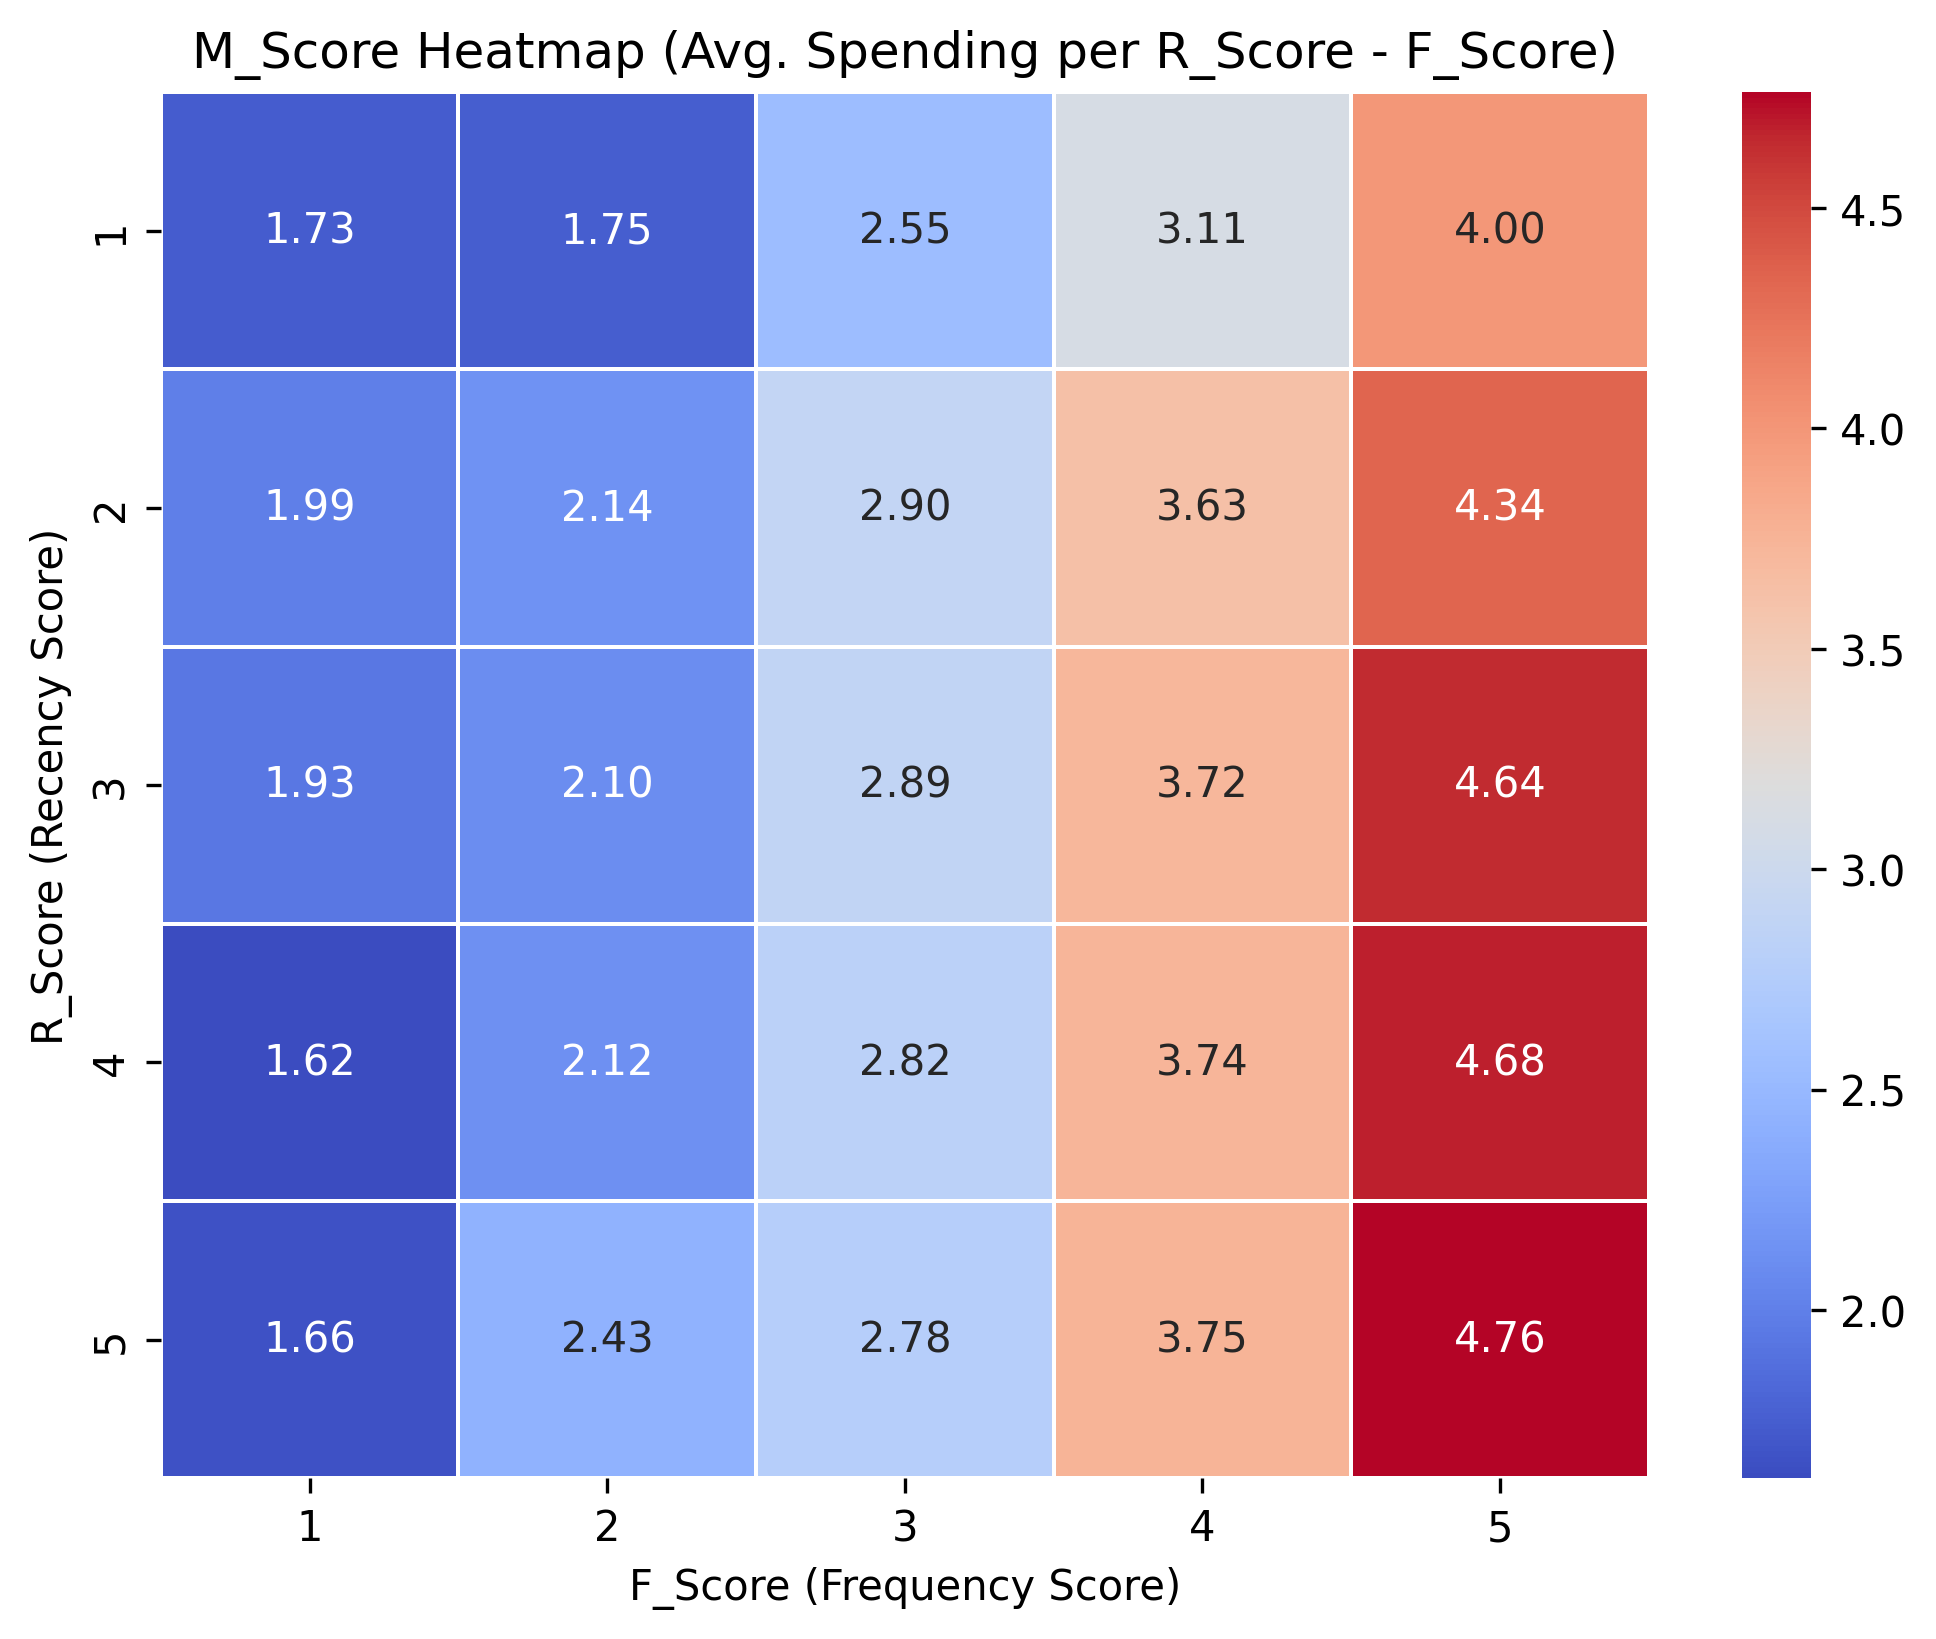 M_Score Heatmap (Avg. Spending per R_Score - F_Score)
R_Score (Recency Score)
1 1.73 1.75 2.55 3.11 4.00
2 1.99 2.14 2.90 3.63 4.34
3 1.93 2.10 2.89 3.72 4.64
4 1.62 2.12 2.82 3.74 4.68
5 1.66 2.43 2.78 3.75 4.76
1 2 3 4 5
F_Score (Frequency Score)
4.5
4.0
3.5
3.0
2.5
2.0